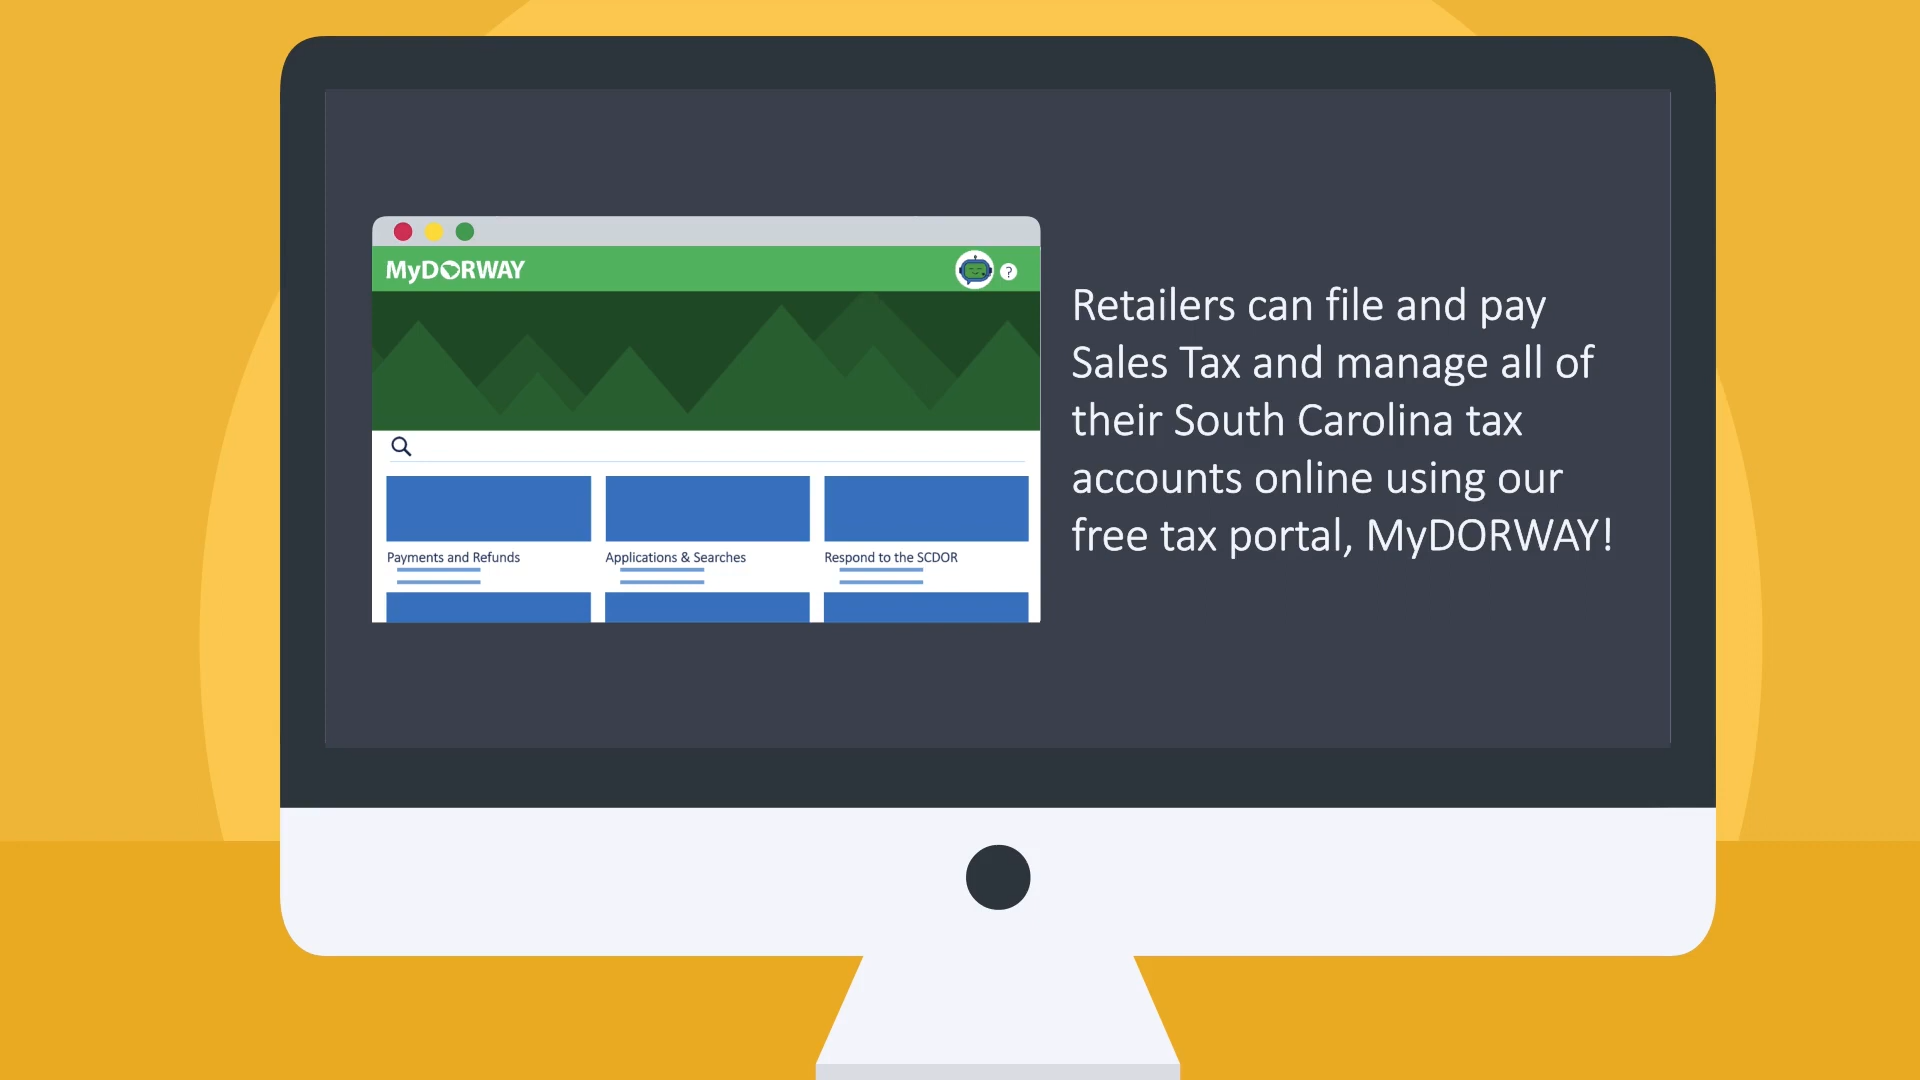 MyDORWAY
?
Payments and Refunds
Applications & Searches
Respond to the SCDOR
Retailers can file and pay
Sales Tax and manage all of
their South Carolina tax
accounts online using our
free tax portal, MyDORWAY!